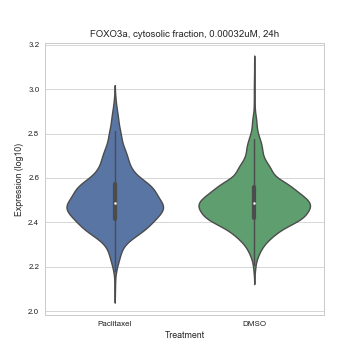 FOXO3a, cytosolic fraction, 0.00032uM, 24h
3.2
3.0
2.8
2.6
2.4
2.2
2.0
Expression (log10)
Paclitaxel
DMSO
Treatment